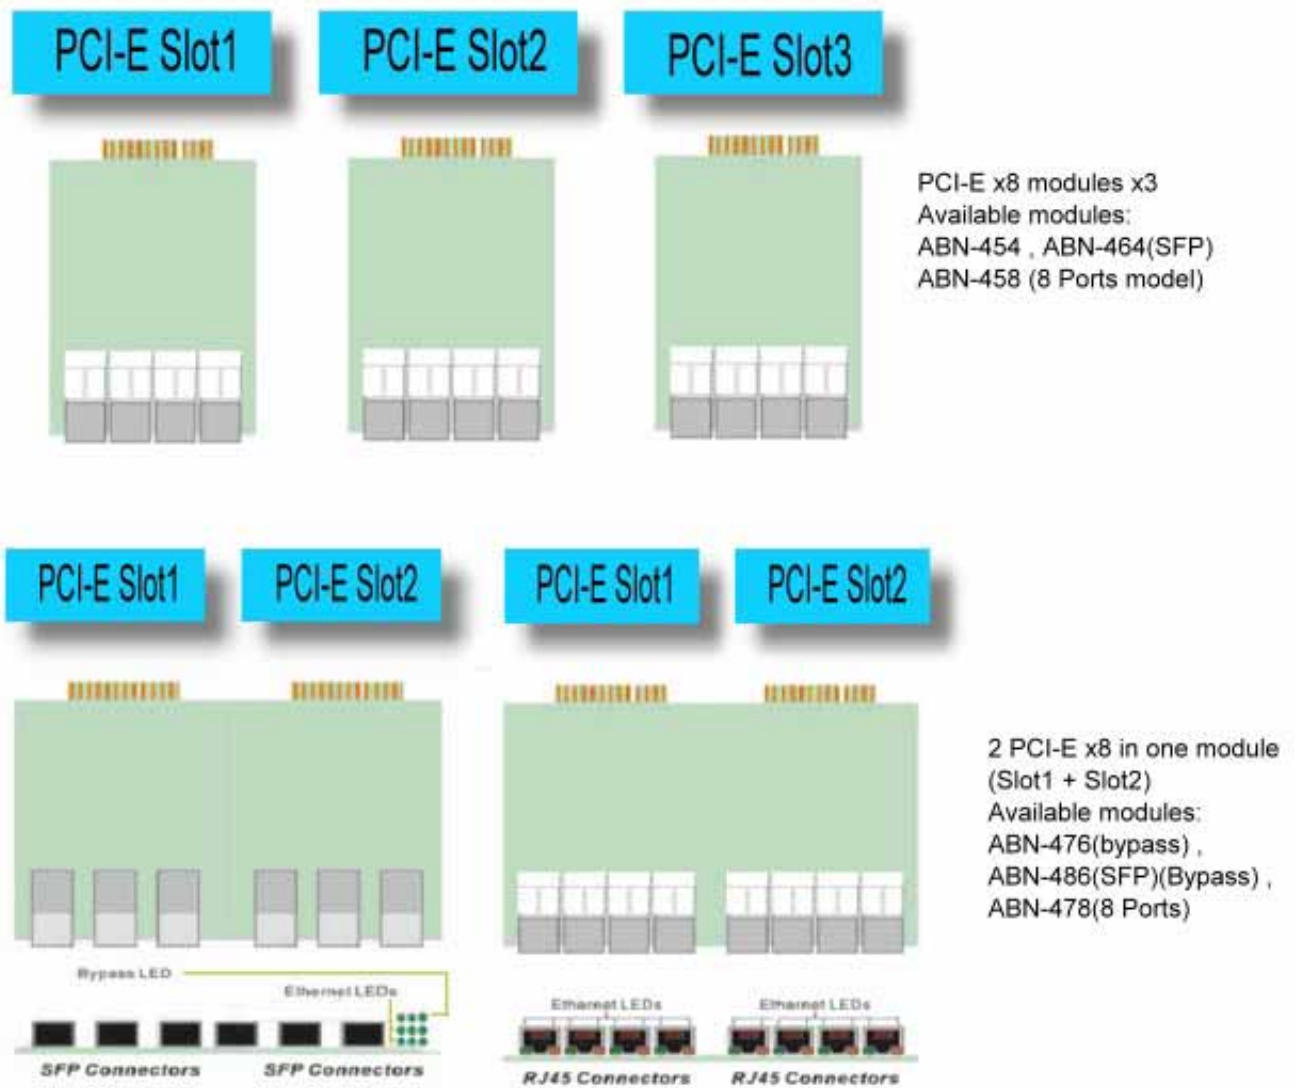 PCI-E Slot1
PCI-E Slot2
PCI-E Slot3
PCI-E x8 modules x3
Available modules:
ABN-454 , ABN-464(SFP)
ABN-458 (8 Ports model)
PCI-E Slot1
PCI-E Slot2
PCI-E Slot1
PCI-E Slot2
2 PCI-E x8 in one module
(Slot1 + Slot2)
Available modules:
ABN-476(bypass) ,
ABN-486(SFP)(Bypass) ,
ABN-478(8 Ports)
Bypass LED
Ethernet LEDs
SFP Connectors
SFP Connectors
Ethernet LEDs
Ethernet LEDs
RJ45 Connectors
RJ45 Connectors